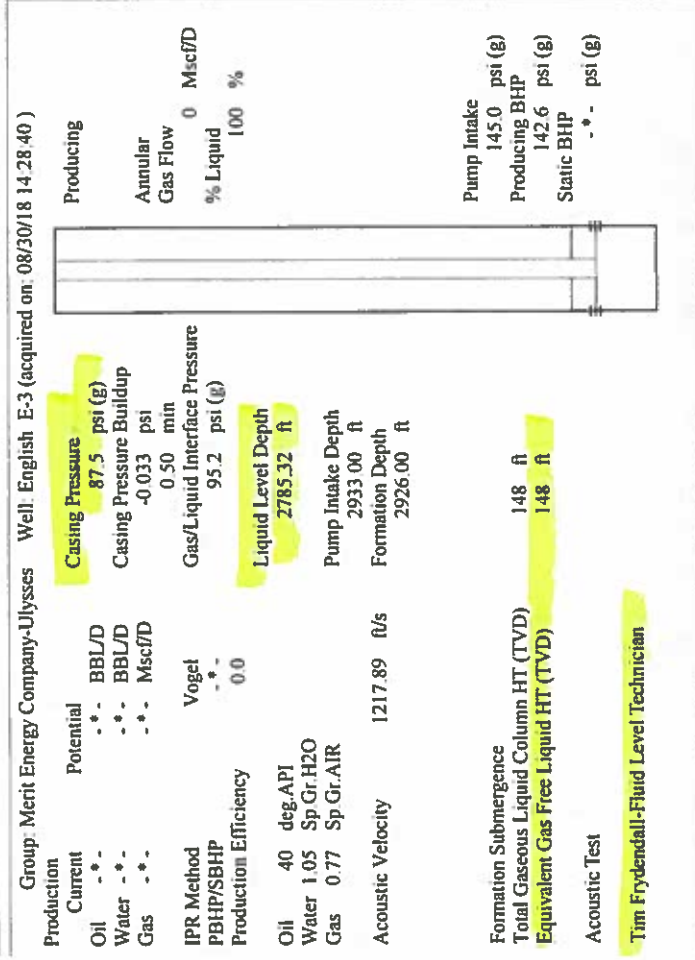 Group: Merit Energy Company-Ulysses Well: English E-3 (acquired on: 08/30/18 14:28:40 )
Production
Current Potential
Oil - * - - * - BBL/D
Water - * - - * - BBL/D
Gas - * - - * - Mscf/D
IPR Method Vogel
PBHP/SBHP - * -
Production Efficiency 0.0
Oil 40 deg.API
Water 1.05 Sp.Gr.H2O
Gas 0.77 Sp.Gr.AIR
Acoustic Velocity 1217.89 ft/s
Formation Submergence
Total Gaseous Liquid Column HT (TVD) 148 ft
Equivalent Gas Free Liquid HT (TVD) 148 ft
Acoustic Test
Tim Frydendall-Fluid Level Technician
Casing Pressure
87.5 psi (g)
Casing Pressure Buildup
-0.033 psi
0.50 min
Gas/Liquid Interface Pressure
95.2 psi (g)
Liquid Level Depth
2785.32 ft
Pump Intake Depth
2933.00 ft
Formation Depth
2926.00 ft
Producing
Annular
Gas Flow
0 Mscf/D
% Liquid
100 %
Pump Intake
145.0 psi (g)
Producing BHP
142.6 psi (g)
Static BHP
- * - psi (g)